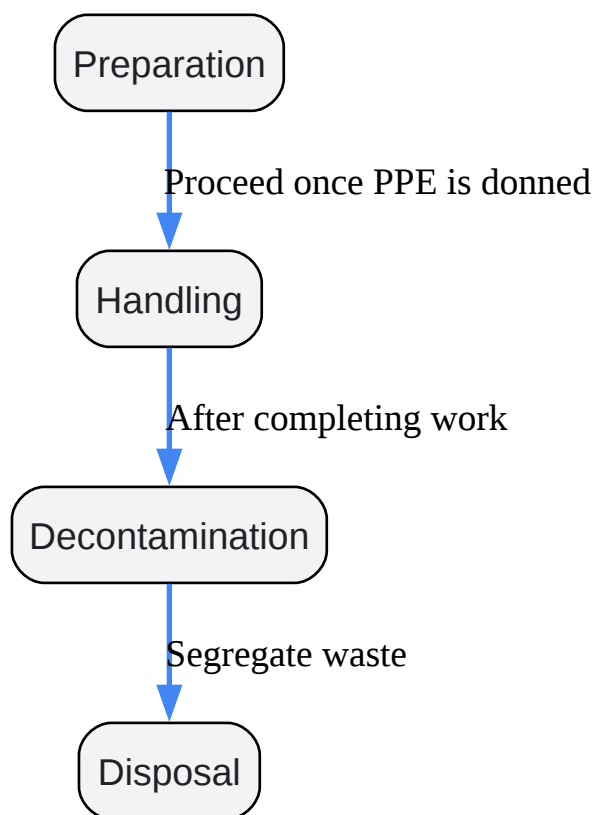 Preparation
Proceed once PPE is donned
Handling
After completing work
Decontamination
Segregate waste
Disposal